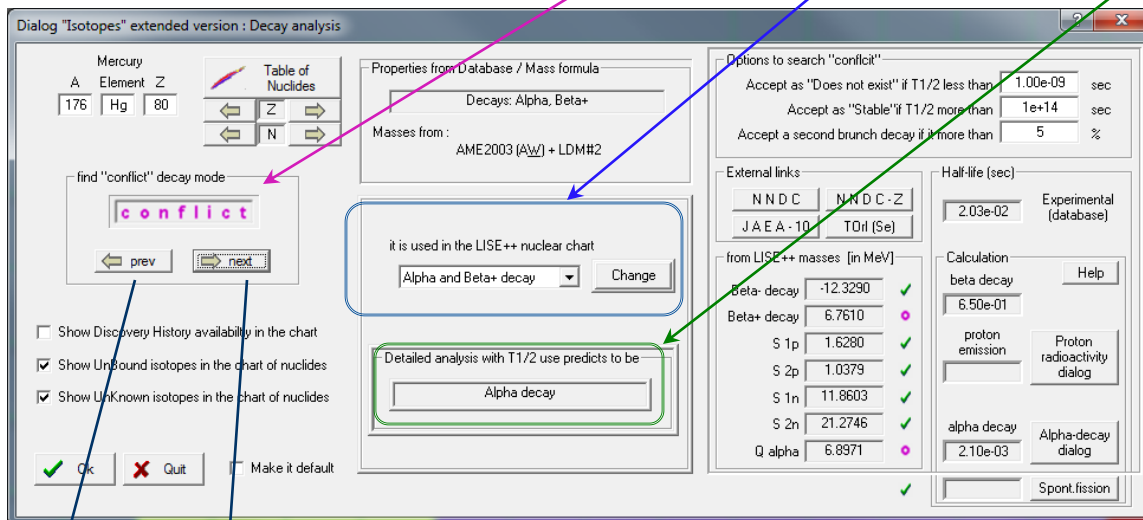 Dialog "Isotopes" extended version : Decay analysis
Mercury
A Element Z
176 Hg 80
Table of
Nuclides
Z
N
find "conflict" decay mode
conflict
prev
next
Show Discovery History availabilty in the chart
Show UnBound isotopes in the chart of nuclides
Show UnKnown isotopes in the chart of nuclides
Ok
Quit
Make it default
Properties from Database / Mass formula
Decays: Alpha, Beta+
Masses from :
AME2003 (AW) + LDM#2
it is used in the LISE++ nuclear chart
Alpha and Beta+ decay
Change
Detailed analysis with T1/2 use predicts to be
Alpha decay
Options to search "conflcit"
Accept as "Does not exist" if T1/2 less than 1.00e-09 sec
Accept as "Stable"if T1/2 more than 1e+14 sec
Accept a second brunch decay if it more than 5 %
External links
NNDC
NNDC-Z
JAEA-10
TOrI (Se)
from LISE++ masses [in MeV]
Beta- decay -12.3290
Beta+ decay 6.7610
S 1p 1.6280
S 2p 1.0379
S 1n 11.8603
S 2n 21.2746
Q alpha 6.8971
Half-life (sec)
2.03e-02
Experimental
(database)
Calculation
beta decay
Help
6.50e-01
proton
emission
Proton
radioactivity
dialog
alpha decay
2.10e-03
Alpha-decay
dialog
Spont.fission